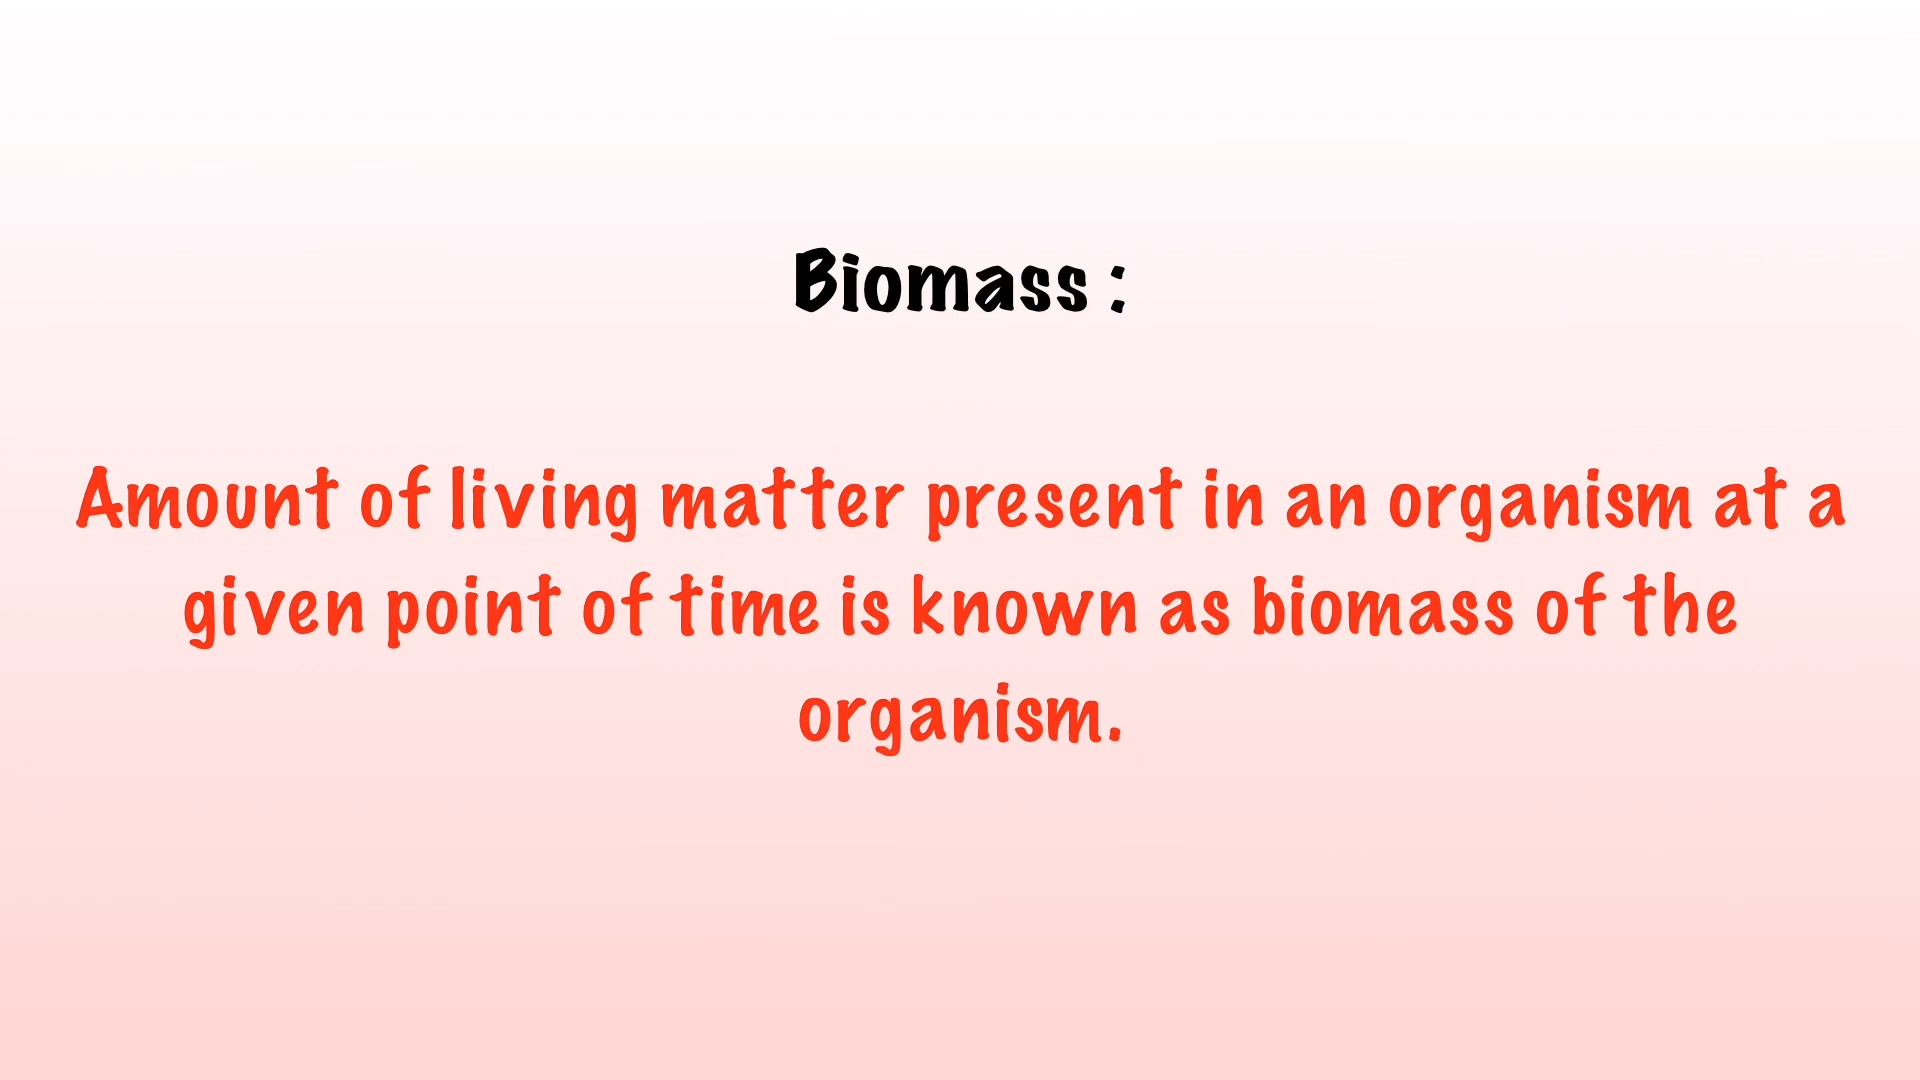 Biomass :
Amount of living matter present in an organism at a
given point of time is known as biomass of the
organism.